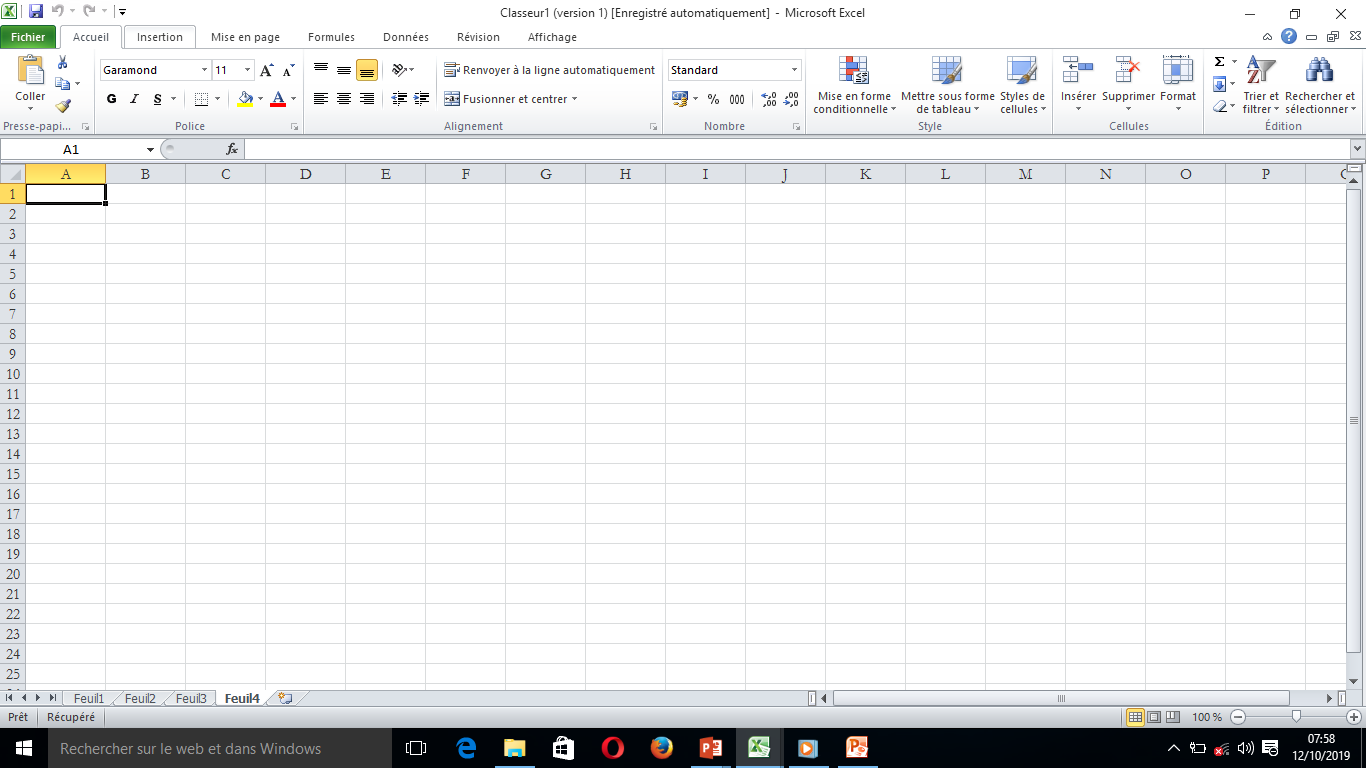 Classeur1 (version 1) [Enregistré automatiquement] - Microsoft Excel
Fichier Accueil Insertion Mise en page Formules Données Révision Affichage
Garamond 11 Renvoyer à la ligne automatiquement Standard
Coller G I S A Fusionner et centrer % 000 Mise en forme conditionnelle Mettre sous forme de tableau Styles de cellules Insérer Supprimer Format Σ Trier et filtrer Rechercher et sélectionner
Presse-papi... Police Alignement Nombre Style Cellules Édition
A1 fx
A B C D E F G H I J K L M N O P
1
2
3
4
5
6
7
8
9
10
11
12
13
14
15
16
17
18
19
20
21
22
23
24
25
Feuil1 Feuil2 Feuil3 Feuil4
Prêt Récupéré 100 %
Rechercher sur le web et dans Windows 07:58
12/10/2019